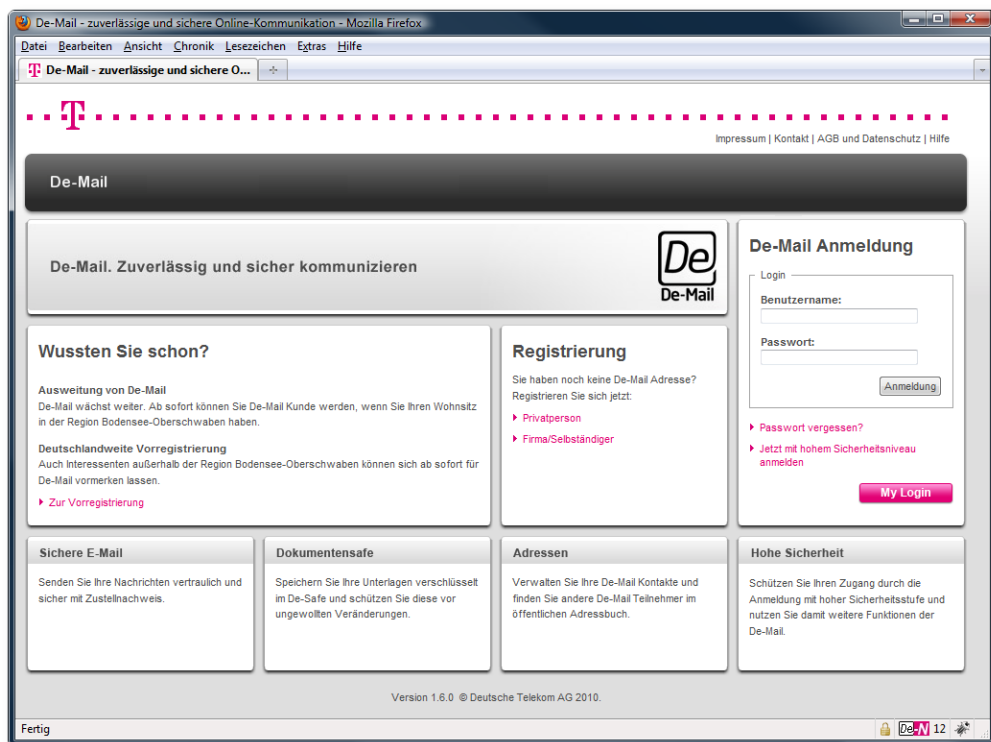 De-Mail - zuverlässige und sichere Online-Kommunikation - Mozilla Firefox
Datei Bearbeiten Ansicht Chronik Lesezeichen Extras Hilfe
De-Mail - zuverlässige und sichere O...
T
Impressum | Kontakt | AGB und Datenschutz | Hilfe
De-Mail
De-Mail. Zuverlässig und sicher kommunizieren
De
De-Mail
Wussten Sie schon?
Ausweitung von De-Mail
De-Mail wächst weiter. Ab sofort können Sie De-Mail Kunde werden, wenn Sie Ihren Wohnsitz
in der Region Bodensee-Oberschwaben haben.
Deutschlandweite Vorregistrierung
Auch Interessenten außerhalb der Region Bodensee-Oberschwaben können sich ab sofort für
De-Mail vormerken lassen.
Zur Vorregistrierung
Registrierung
Sie haben noch keine De-Mail Adresse?
Registrieren Sie sich jetzt:
Privatperson
Firma/Selbständiger
De-Mail Anmeldung
Login
Benutzername:
Passwort:
Anmeldung
Passwort vergessen?
Jetzt mit hohem Sicherheitsniveau
anmelden
My Login
Sichere E-Mail
Senden Sie Ihre Nachrichten vertraulich und
sicher mit Zustellnachweis.
Dokumentensafe
Speichern Sie Ihre Unterlagen verschlüsselt
im De-Safe und schützen Sie diese vor
ungewollten Veränderungen.
Adressen
Verwalten Sie Ihre De-Mail Kontakte und
finden Sie andere De-Mail Teilnehmer im
öffentlichen Adressbuch.
Hohe Sicherheit
Schützen Sie Ihren Zugang durch die
Anmeldung mit hoher Sicherheitsstufe und
nutzen Sie damit weitere Funktionen der
De-Mail.
Version 1.6.0 © Deutsche Telekom AG 2010.
Fertig
De-N 12